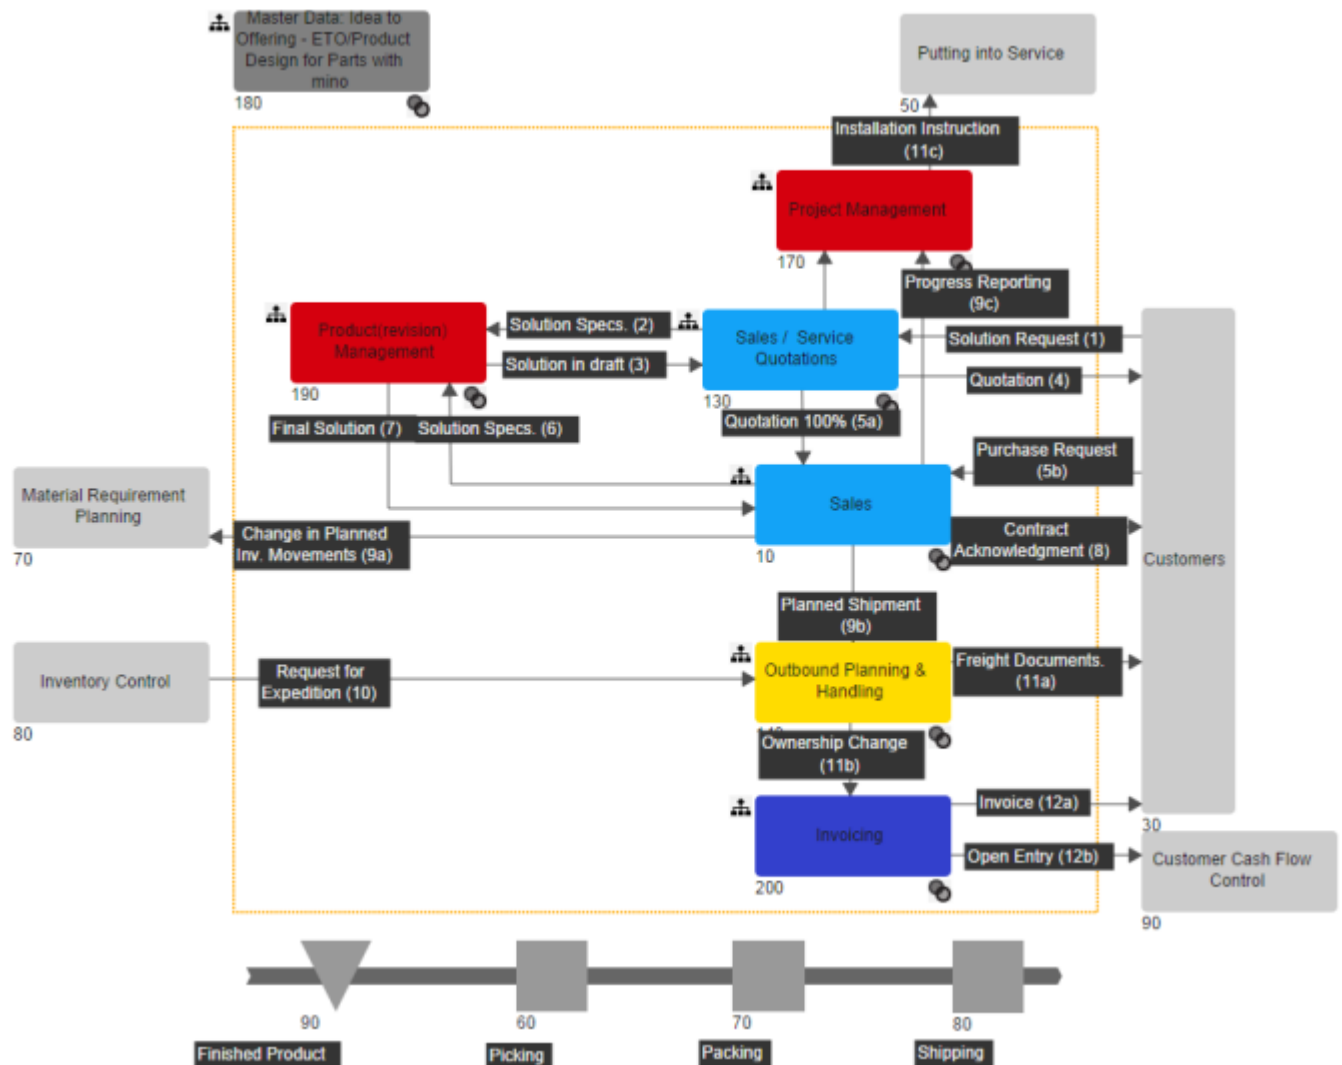 Master Data: Idea to
Offering - ETO/Product
Design for Parts with
mino
180
Putting into Service
50
Installation Instruction
(11c)
Project Management
170
Progress Reporting
(9c)
Product(revision)
Management
190
Solution Specs. (2)
Solution in draft (3)
Sales / Service
Quotations
130
Solution Request (1)
Quotation (4)
Final Solution (7)
Solution Specs. (6)
Quotation 100% (5a)
Purchase Request
(5b)
Material Requirement
Planning
70
Change in Planned
Inv. Movements (9a)
Sales
10
Contract
Acknowledgment (8)
Customers
30
Planned Shipment
(9b)
Inventory Control
80
Request for
Expedition (10)
Outbound Planning &
Handling
Freight Documents.
(11a)
Ownership Change
(11b)
Invoicing
200
Invoice (12a)
Open Entry (12b)
Customer Cash Flow
Control
90
90
60
70
80
Finished Product
Picking
Packing
Shipping